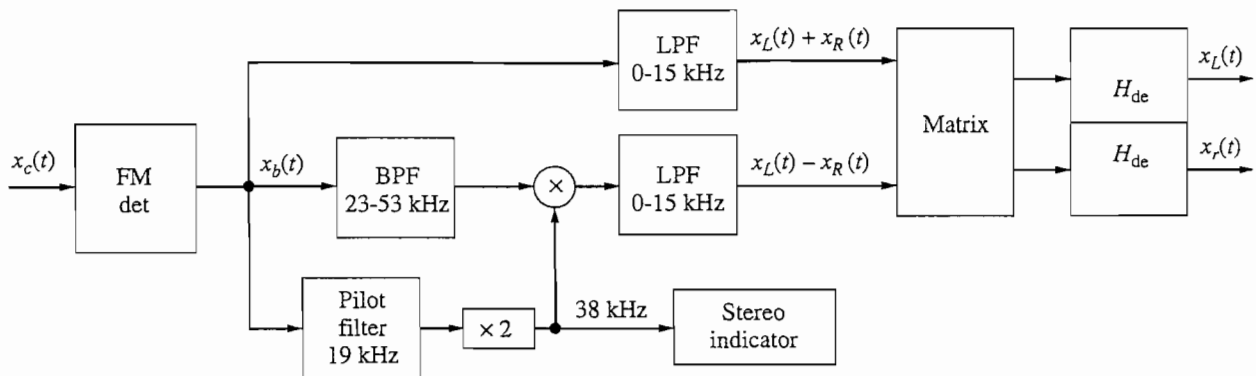 LPF
0-15 kHz
x_L(t) + x_R(t)
Matrix
H_de
x_L(t)
x_c(t)
FM
det
x_b(t)
BPF
23-53 kHz
×
LPF
0-15 kHz
x_L(t) − x_R(t)
H_de
x_r(t)
Pilot
filter
19 kHz
× 2
38 kHz
Stereo
indicator